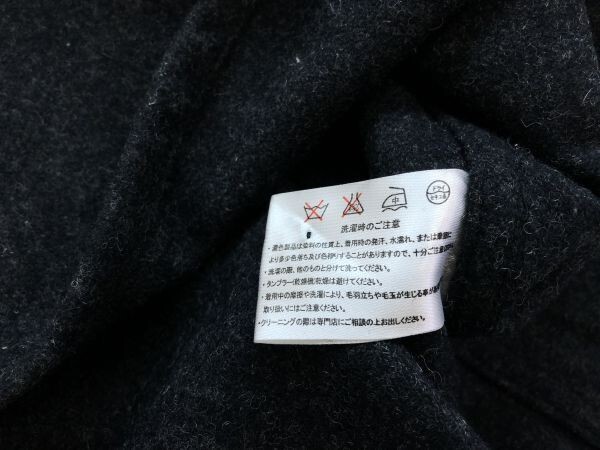 中 ドライ
セキユ系
洗濯時のご注意
・濃色製品は染料の性質上、着用時の発汗、水濡れ、または摩擦に
より多少色落ち及び色移りすることがありますので、十分ご注意
・洗濯の際、他のものと分けて洗ってください。
・タンブラー(乾燥機)乾燥は避けてください。
・着用中の摩擦や洗濯により、毛羽立ちや毛玉が生じる事が
取り扱いにはご注意ください。
・クリーニングの際は専門店にご相談の上お出しください。